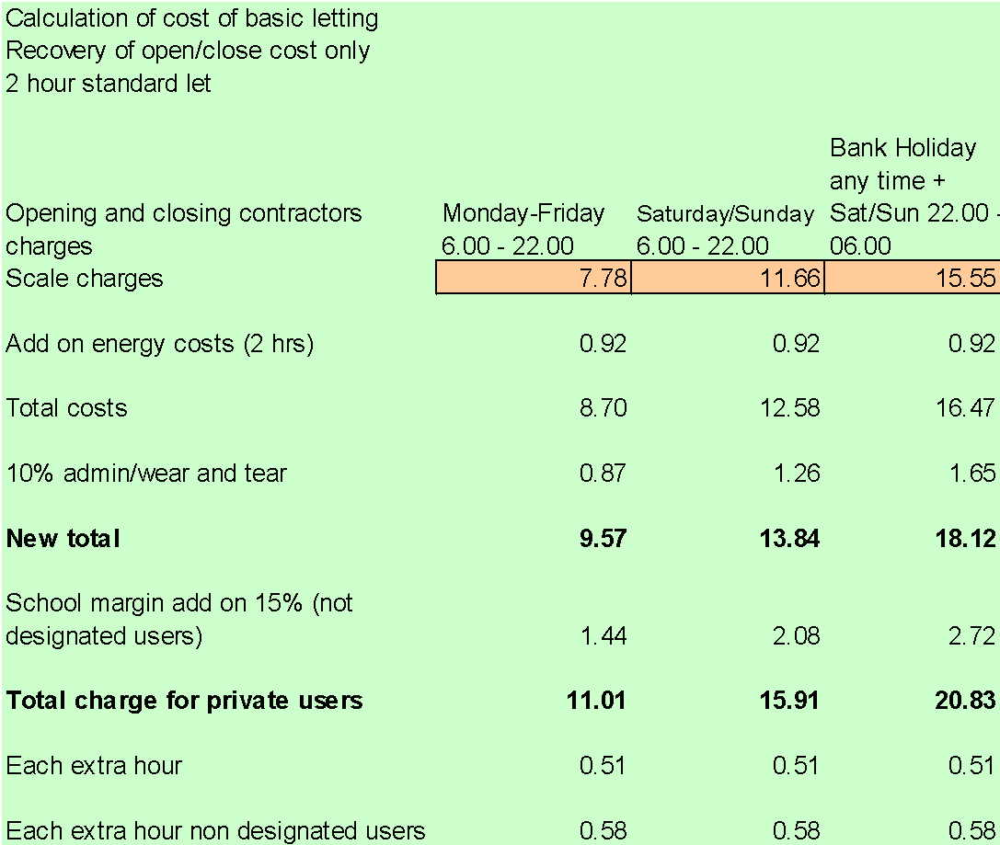 Calculation of cost of basic letting
Recovery of open/close cost only
2 hour standard let
Bank Holiday
any time +
Opening and closing contractors Monday-Friday Saturday/Sunday Sat/Sun 22.00 -
charges 6.00 - 22.00 6.00 - 22.00 06.00
Scale charges 7.78 11.66 15.55
Add on energy costs (2 hrs) 0.92 0.92 0.92
Total costs 8.70 12.58 16.47
10% admin/wear and tear 0.87 1.26 1.65
New total 9.57 13.84 18.12
School margin add on 15% (not
designated users) 1.44 2.08 2.72
Total charge for private users 11.01 15.91 20.83
Each extra hour 0.51 0.51 0.51
Each extra hour non designated users 0.58 0.58 0.58